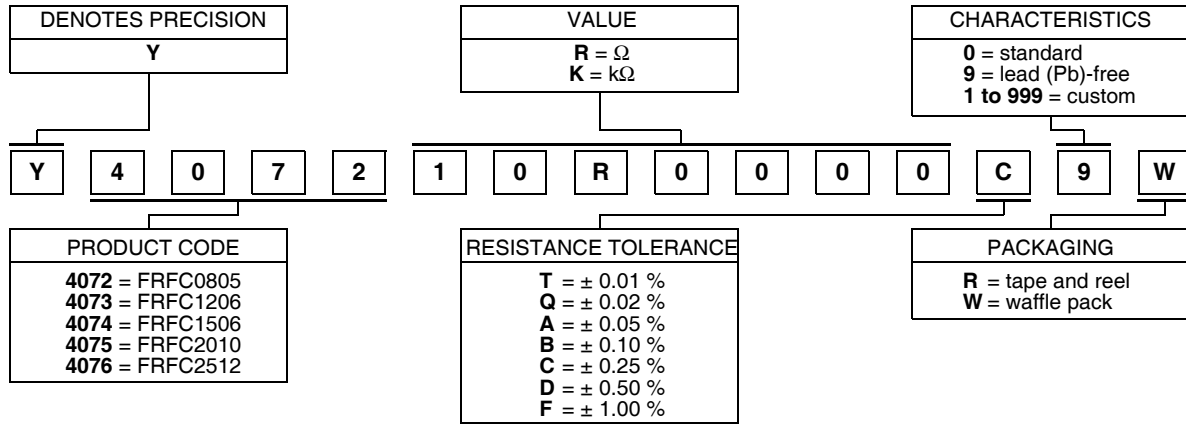 DENOTES PRECISION
Y
VALUE
R = Ω
K = kΩ
CHARACTERISTICS
0 = standard
9 = lead (Pb)-free
1 to 999 = custom
Y 4 0 7 2 1 0 R 0 0 0 0 C 9 W
PRODUCT CODE
4072 = FRFC0805
4073 = FRFC1206
4074 = FRFC1506
4075 = FRFC2010
4076 = FRFC2512
RESISTANCE TOLERANCE
T = ± 0.01 %
Q = ± 0.02 %
A = ± 0.05 %
B = ± 0.10 %
C = ± 0.25 %
D = ± 0.50 %
F = ± 1.00 %
PACKAGING
R = tape and reel
W = waffle pack